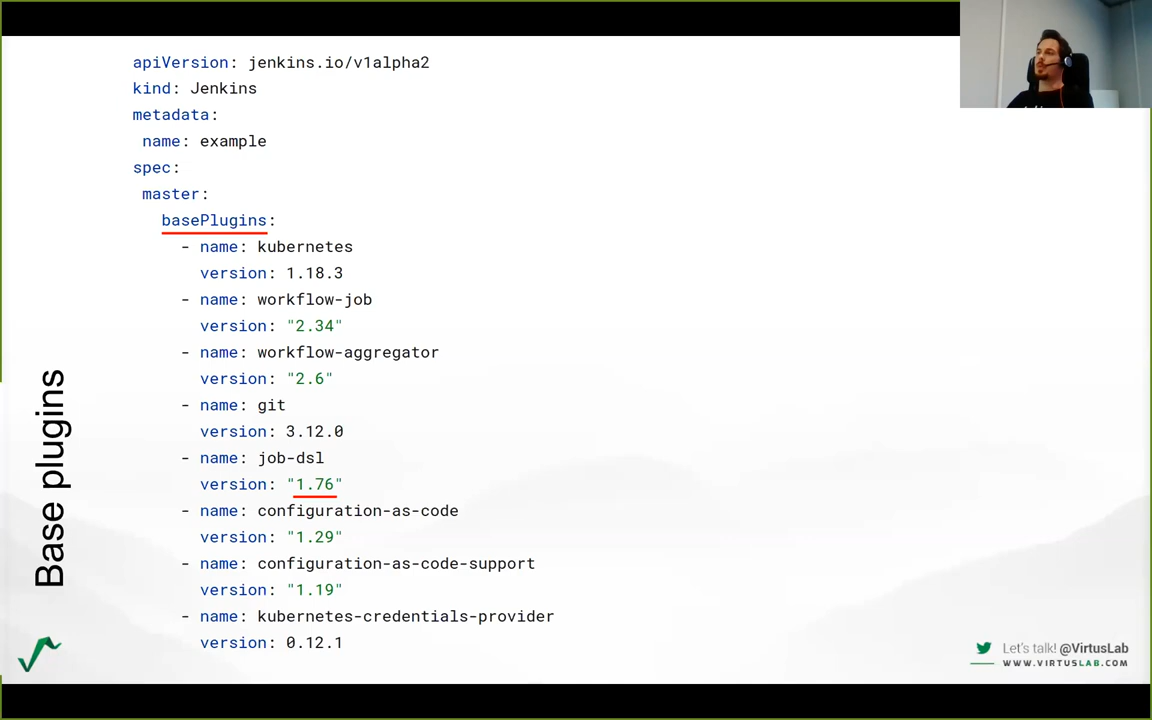 apiVersion: jenkins.io/v1alpha2
kind: Jenkins
metadata:
name: example
spec:
master:
basePlugins:
- name: kubernetes
version: 1.18.3
- name: workflow-job
version: "2.34"
- name: workflow-aggregator
version: "2.6"
- name: git
version: 3.12.0
- name: job-dsl
version: "1.76"
- name: configuration-as-code
version: "1.29"
- name: configuration-as-code-support
version: "1.19"
- name: kubernetes-credentials-provider
version: 0.12.1
Base plugins
Let's talk! @VirtusLab
WWW.VIRTUSLAB.COM